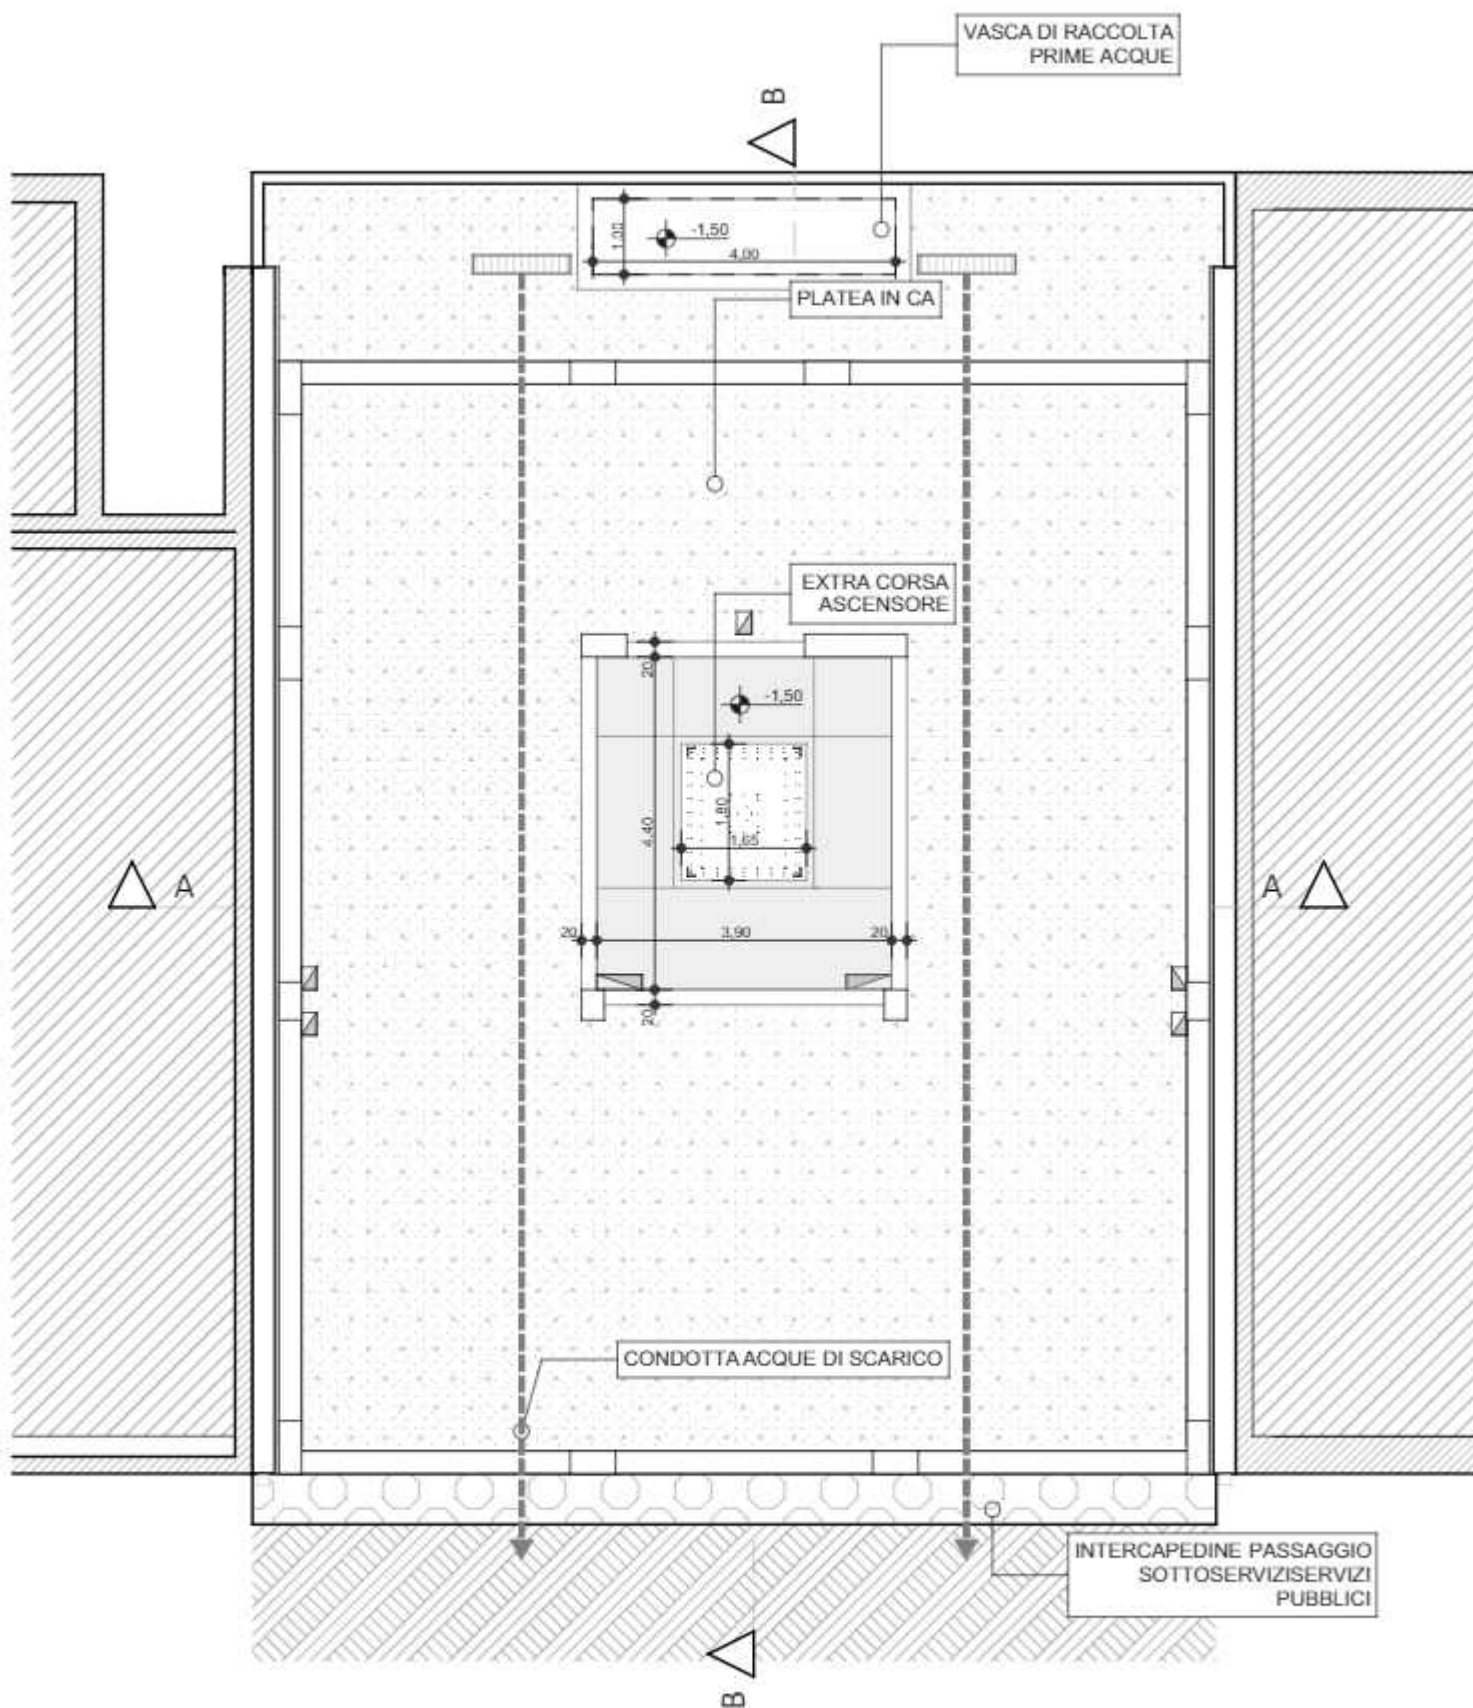 VASCA DI RACCOLTA
PRIME ACQUE
B
1,00
-1,50
4,00
PLATEA IN CA
EXTRA CORSA
ASCENSORE
20
-1,50
4,40
1,80
1,65
A
A
20
3,90
20
20
CONDOTTA ACQUE DI SCARICO
INTERCAPEDINE PASSAGGIO
SOTTOSERVIZISERVIZI
PUBBLICI
B